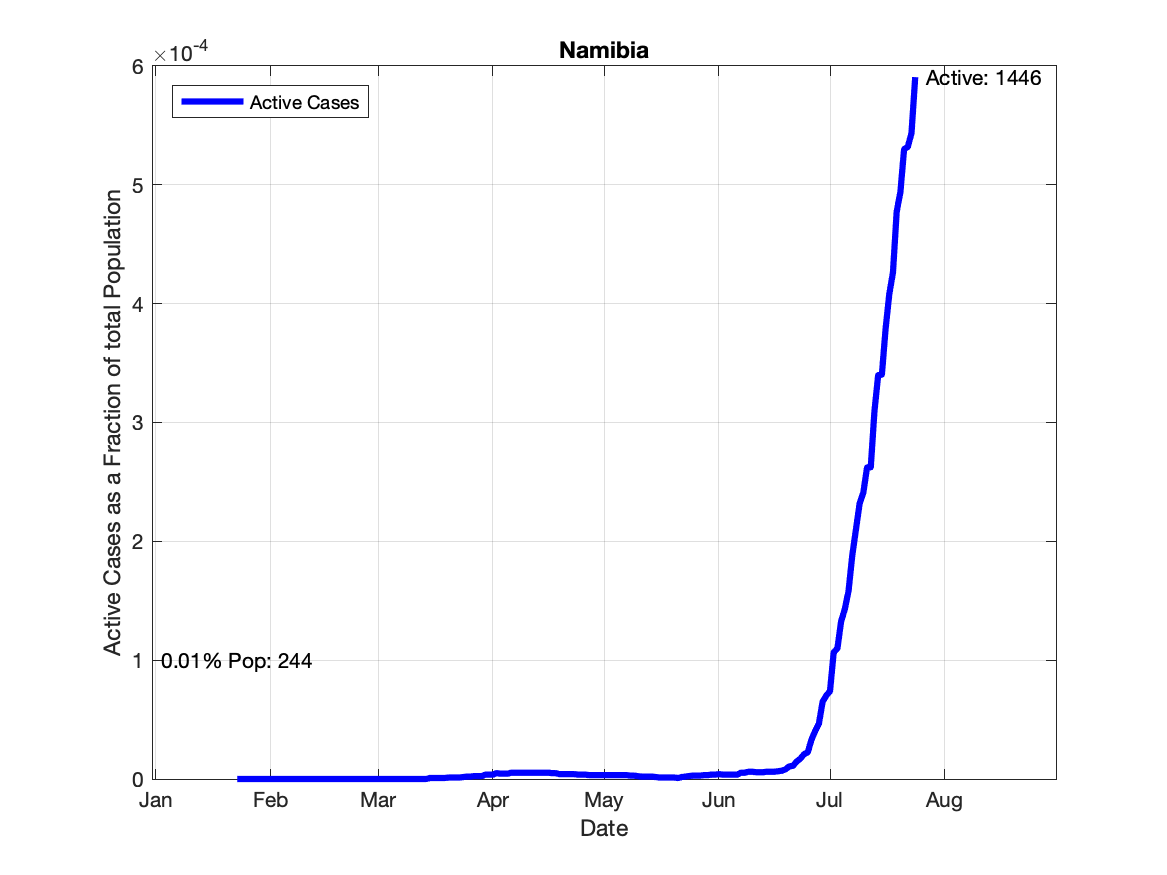 Namibia
×10-4
Active Cases
Active: 1446
0.01% Pop: 244
Active Cases as a Fraction of total Population
6
5
4
3
2
1
0
Jan Feb Mar Apr May Jun Jul Aug
Date